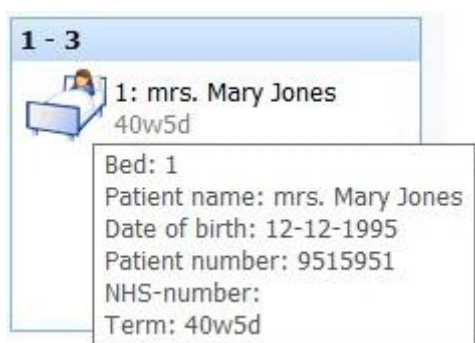 1 - 3
1: mrs. Mary Jones
40w5d
Bed: 1
Patient name: mrs. Mary Jones
Date of birth: 12-12-1995
Patient number: 9515951
NHS-number:
Term: 40w5d